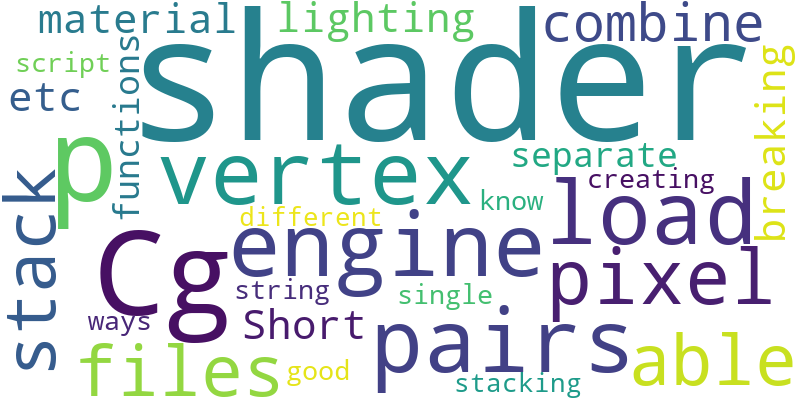 material
lighting
combine
shader
script
etc
functions
breaking
p
vertex
separate
creating
stack
know
load
different
Cg
engine
pixel
string
single
ways
Short
pairs
able
files
good
stacking